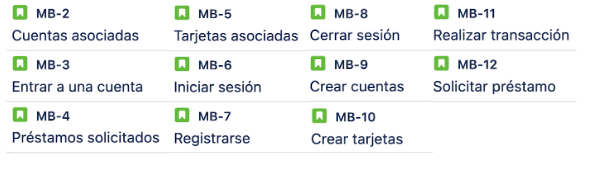 MB-2
Cuentas asociadas
MB-3
Entrar a una cuenta
MB-4
Préstamos solicitados
MB-5
Tarjetas asociadas
MB-6
Iniciar sesión
MB-7
Registrarse
MB-8
Cerrar sesión
MB-9
Crear cuentas
MB-10
Crear tarjetas
MB-11
Realizar transacción
MB-12
Solicitar préstamo